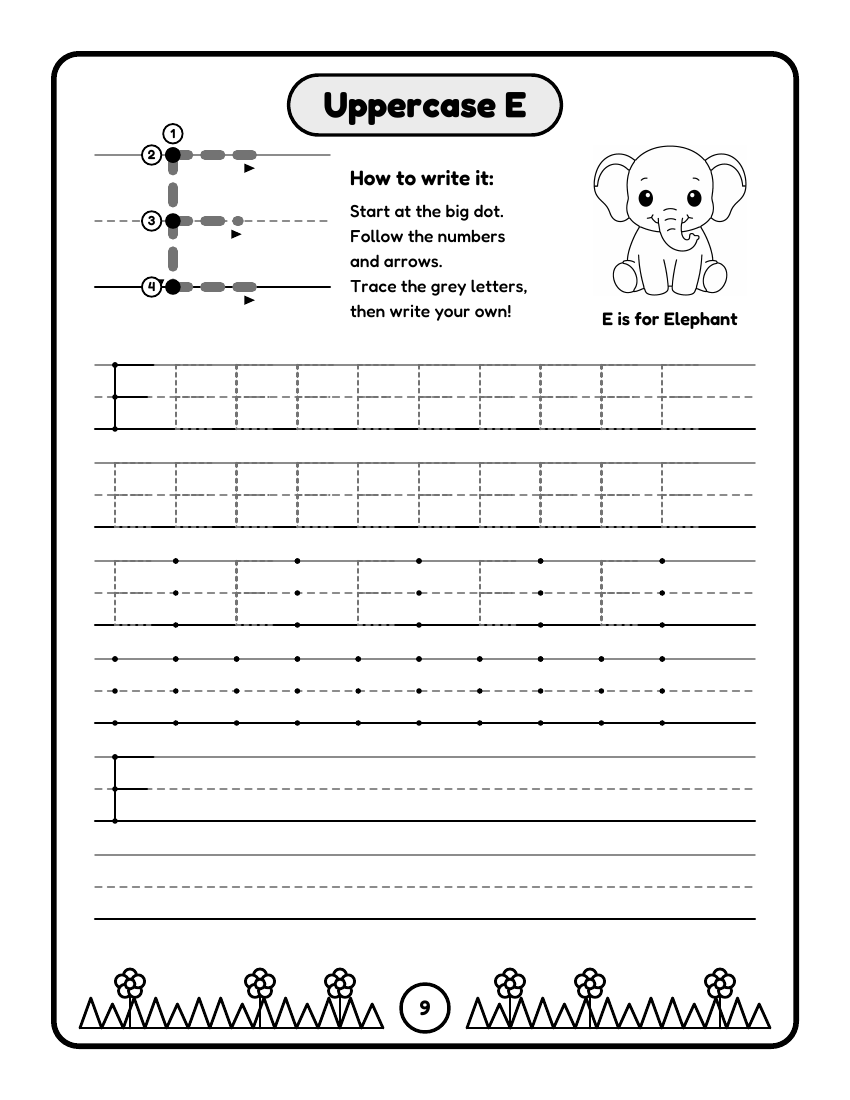 Uppercase E
1
2
3
4
How to write it:
Start at the big dot.
Follow the numbers
and arrows.
Trace the grey letters,
then write your own!
E is for Elephant
E E E E E E E E E E
E E E E E E E E E E
E E E E E
E
9